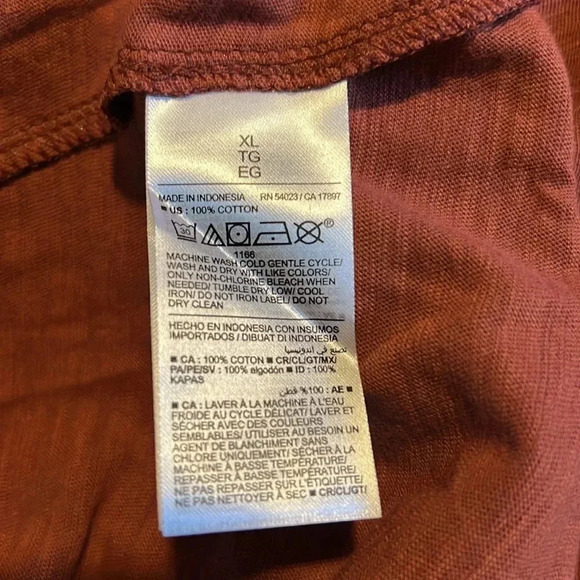 XL
TG
EG
MADE IN INDONESIA RN 54023 / CA 17897
■ US : 100% COTTON
30 ®
1166
MACHINE WASH COLD GENTLE CYCLE/
WASH AND DRY WITH LIKE COLORS/
ONLY NON-CHLORINE BLEACH WHEN
NEEDED/ TUMBLE DRY LOW/ COOL
IRON/ DO NOT IRON LABEL/ DO NOT
DRY CLEAN
HECHO EN INDONESIA CON INSUMOS
IMPORTADOS / DIBUAT DI INDONESIA
تصنع في أندونيسيا
■ CA : 100% COTON ■ CR/CL/GT/MX/
PA/PE/SV : 100% algodón ■ ID : 100%
KAPAS
■ AE : 100% قطن
■ CA : LAVER À LA MACHINE À L'EAU
FROIDE AU CYCLE DÉLICAT/ LAVER ET
SÉCHER AVEC DES COULEURS
SEMBLABLES/ UTILISER AU BESOIN UN
AGENT DE BLANCHIMENT SANS
CHLORE UNIQUEMENT/ SÉCHER À LA
MACHINE À BASSE TEMPÉRATURE/
REPASSER À BASSE TEMPÉRATURE/
NE PAS REPASSER SUR L'ÉTIQUETTE/
NE PAS NETTOYER À SEC ■ CR/CL/GT/